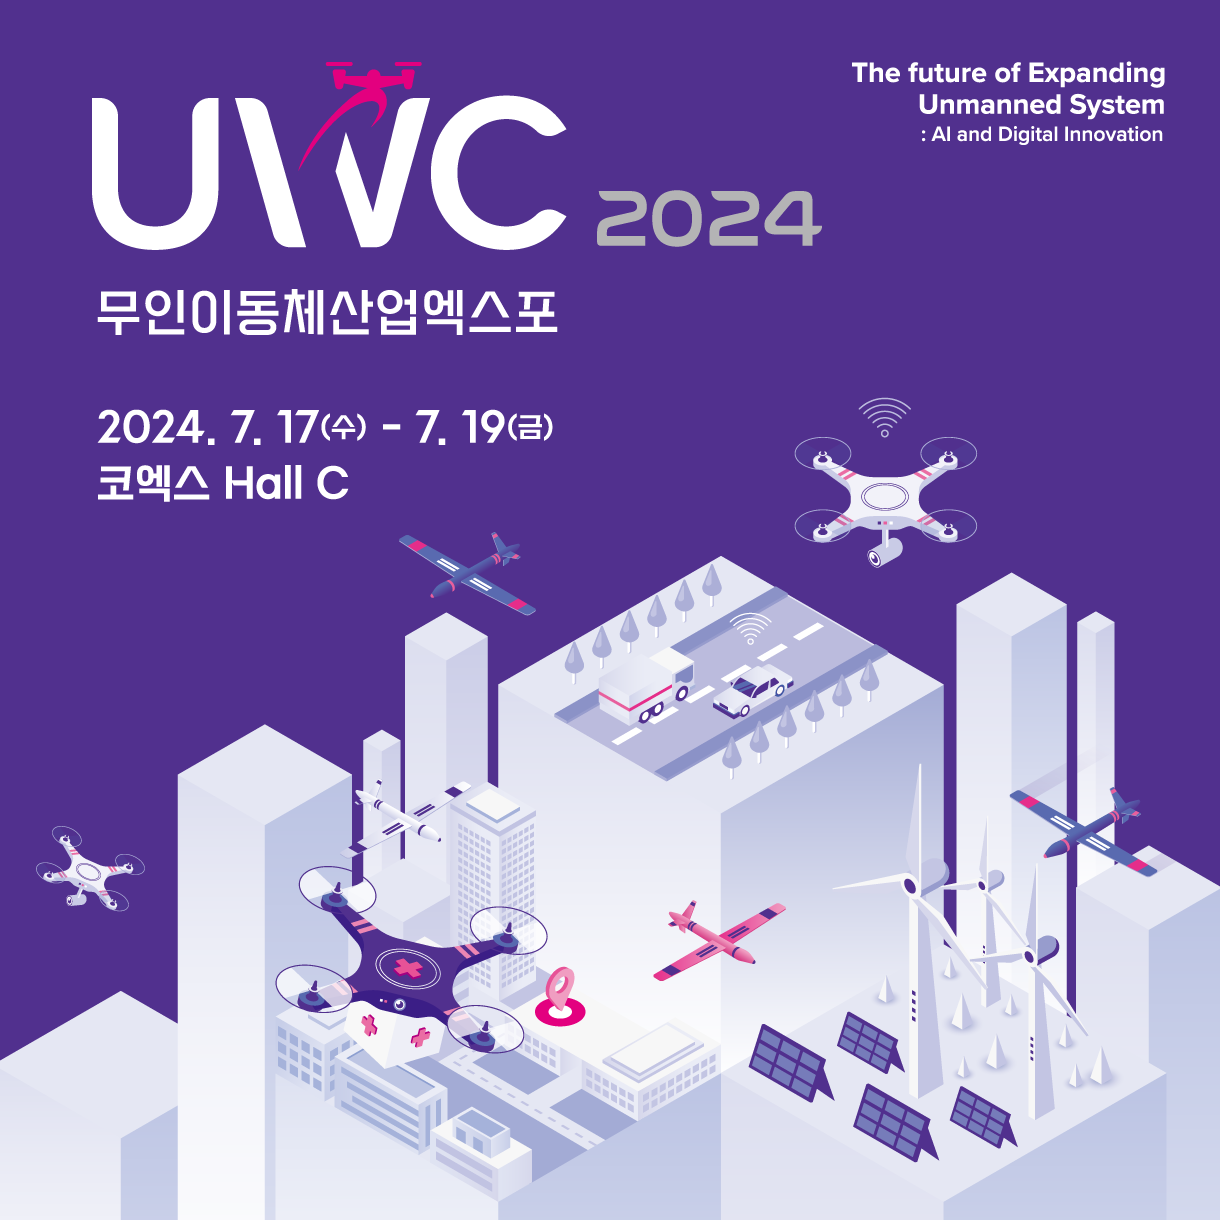 UWC 2024
The future of Expanding
Unmanned System
: AI and Digital Innovation
무인이동체산업엑스포
2024. 7. 17(수) - 7. 19(금)
코엑스 Hall C